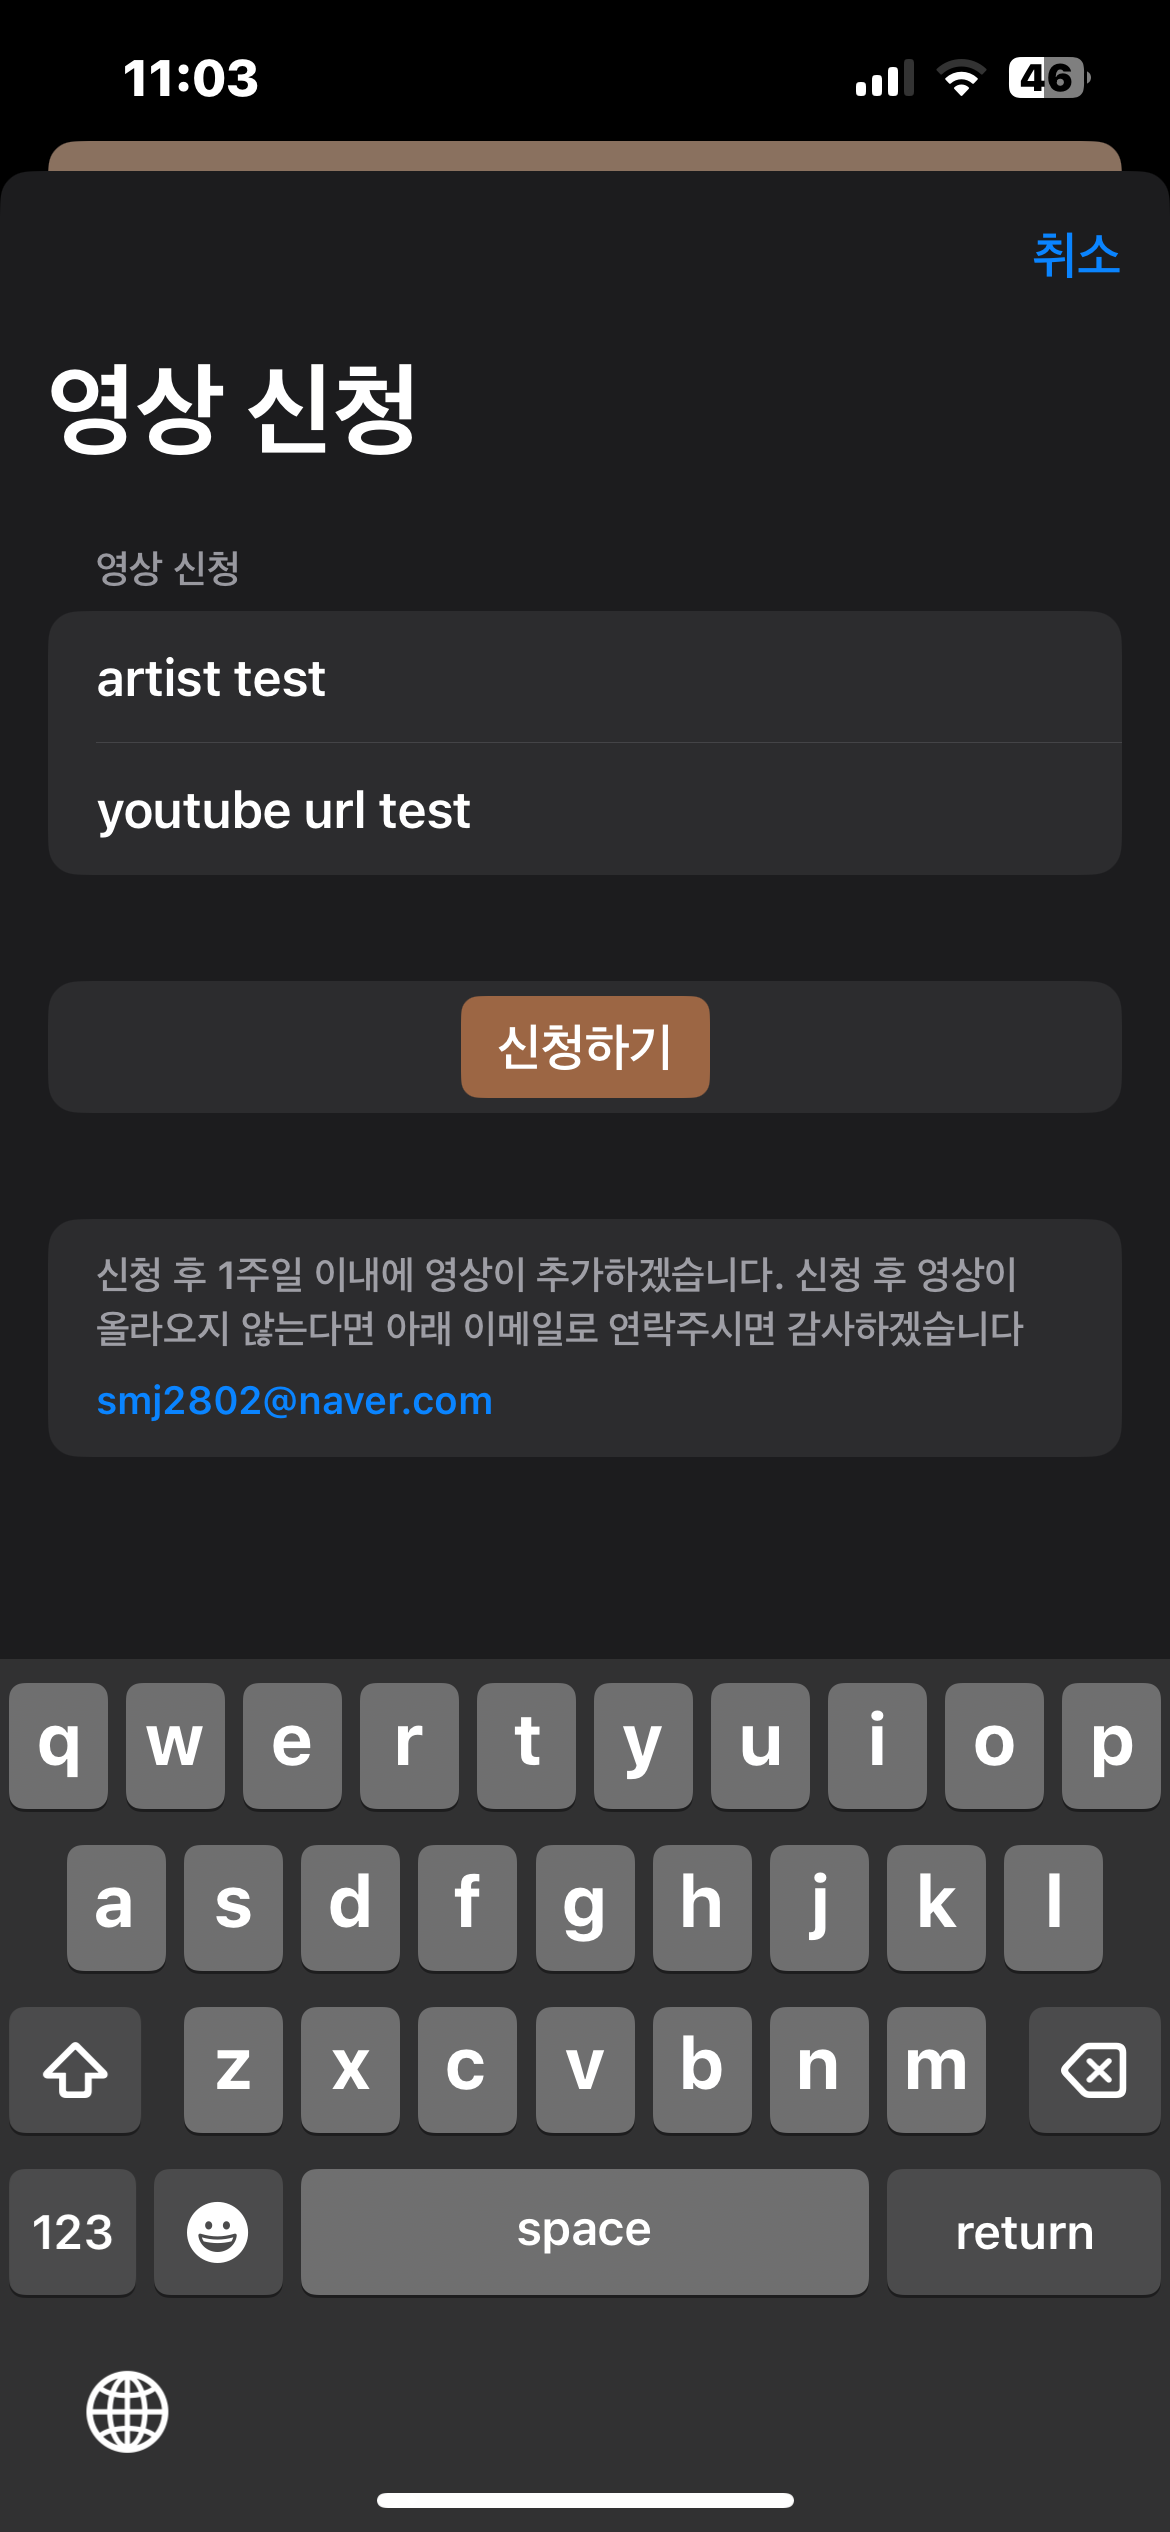 11:03
46
취소
영상 신청
영상 신청
artist test
youtube url test
신청하기
신청 후 1주일 이내에 영상이 추가하겠습니다. 신청 후 영상이
올라오지 않는다면 아래 이메일로 연락주시면 감사하겠습니다
smj2802@naver.com
q w e r t y u i o p
a s d f g h j k l
z x c v b n m
123 space return